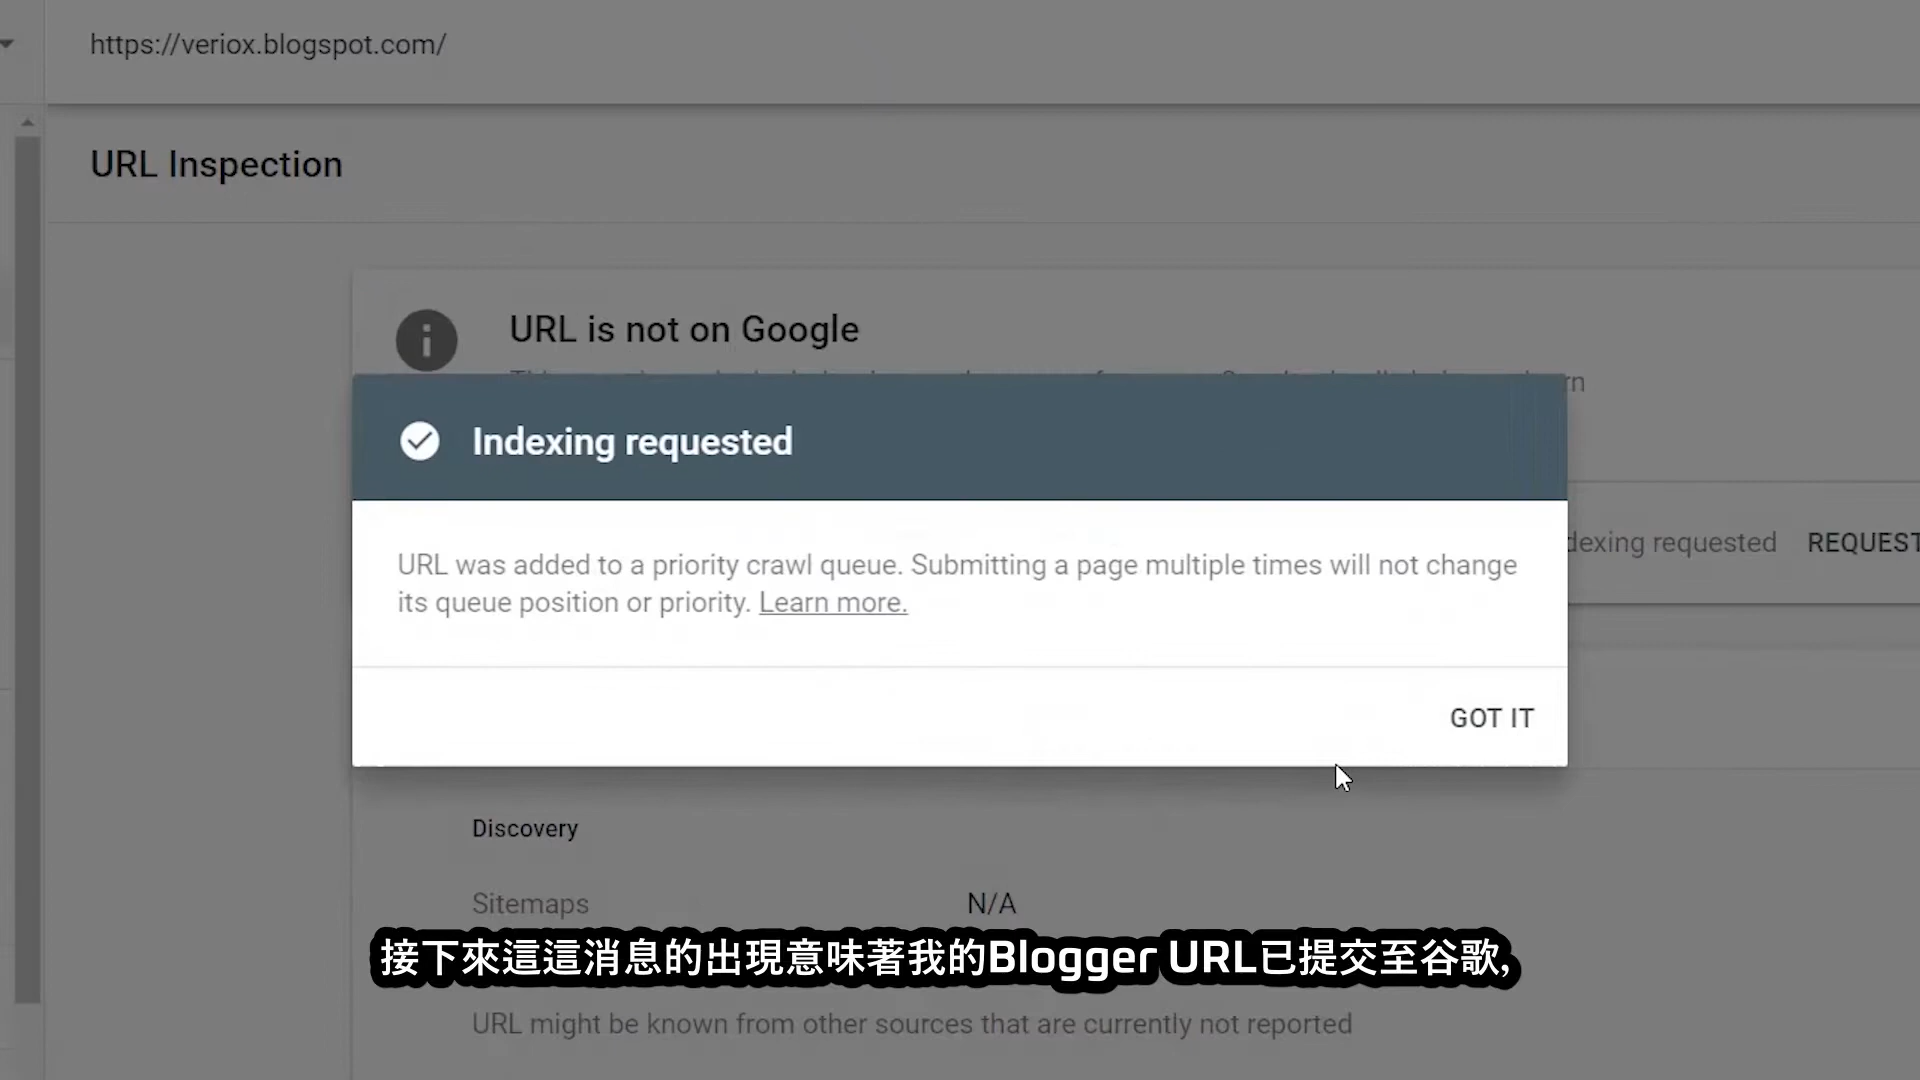 https://veriox.blogspot.com/
URL Inspection
URL is not on Google
Indexing requested
URL was added to a priority crawl queue. Submitting a page multiple times will not change
its queue position or priority. Learn more.
requested REQUEST
GOT IT
Discovery
Sitemaps N/A
接下來這這消息的出現意味著我的Blogger URL已提交至谷歌,
URL might be known from other sources that are currently not reported